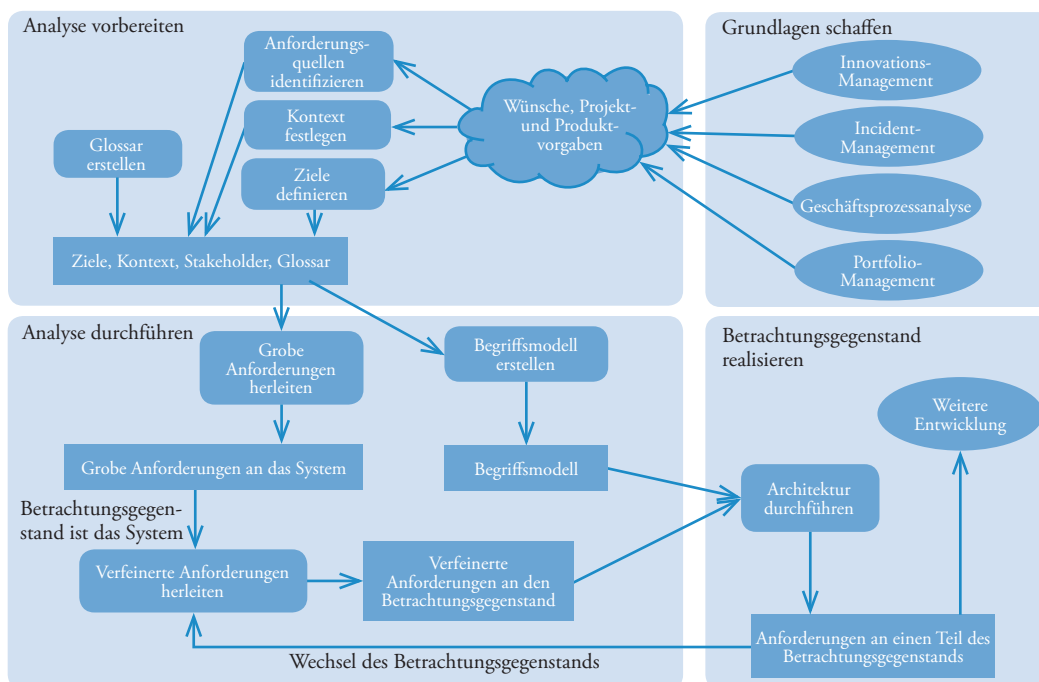 Analyse vorbereiten
Anforderungs-
quellen
identifizieren
Kontext
festlegen
Glossar
erstellen
Ziele
definieren
Wünsche, Projekt-
und Produkt-
vorgaben
Ziele, Kontext, Stakeholder, Glossar
Grundlagen schaffen
Innovations-
Management
Incident-
Management
Geschäftsprozessanalyse
Portfolio-
Management
Analyse durchführen
Grobe
Anforderungen
herleiten
Begriffsmodell
erstellen
Grobe Anforderungen an das System
Begriffsmodell
Betrachtungsgegen-
stand ist das System
Verfeinerte Anforderungen
herleiten
Verfeinerte
Anforderungen an den
Betrachtungsgegenstand
Wechsel des Betrachtungsgegenstands
Betrachtungsgegenstand
realisieren
Weitere
Entwicklung
Architektur
durchführen
Anforderungen an einen Teil des
Betrachtungsgegenstands